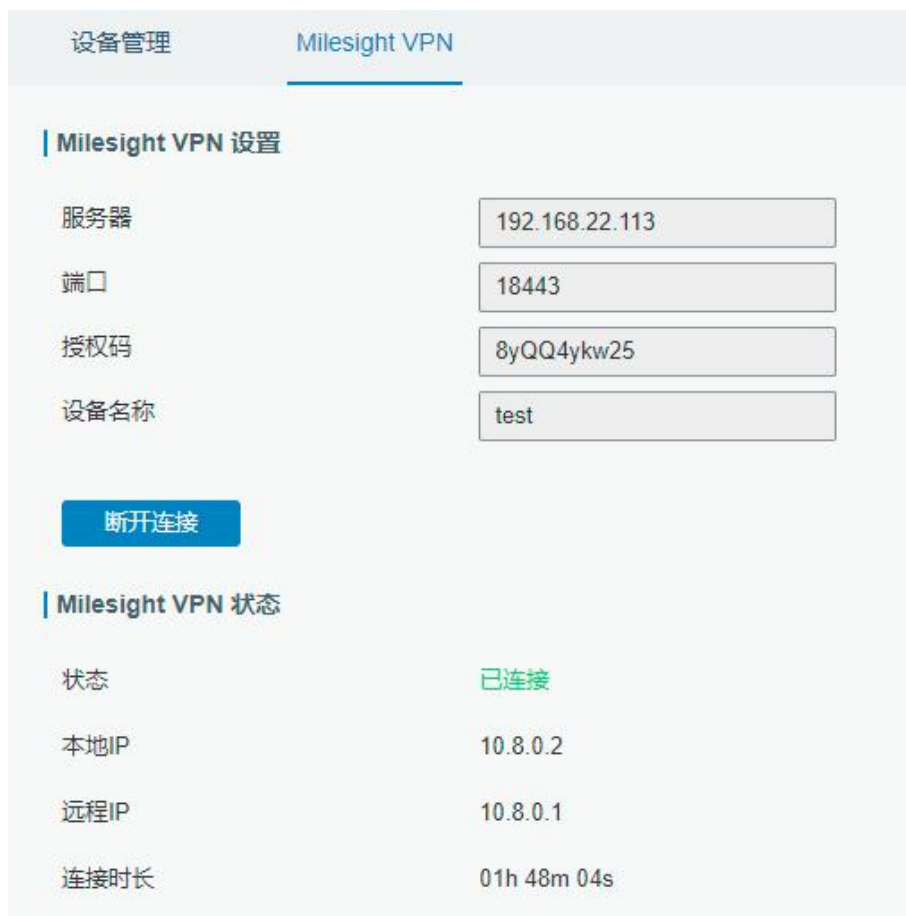 设备管理 Milesight VPN
Milesight VPN 设置
服务器 192.168.22.113
端口 18443
授权码 8yQQ4ykw25
设备名称 test
断开连接
Milesight VPN 状态
状态 已连接
本地IP 10.8.0.2
远程IP 10.8.0.1
连接时长 01h 48m 04s